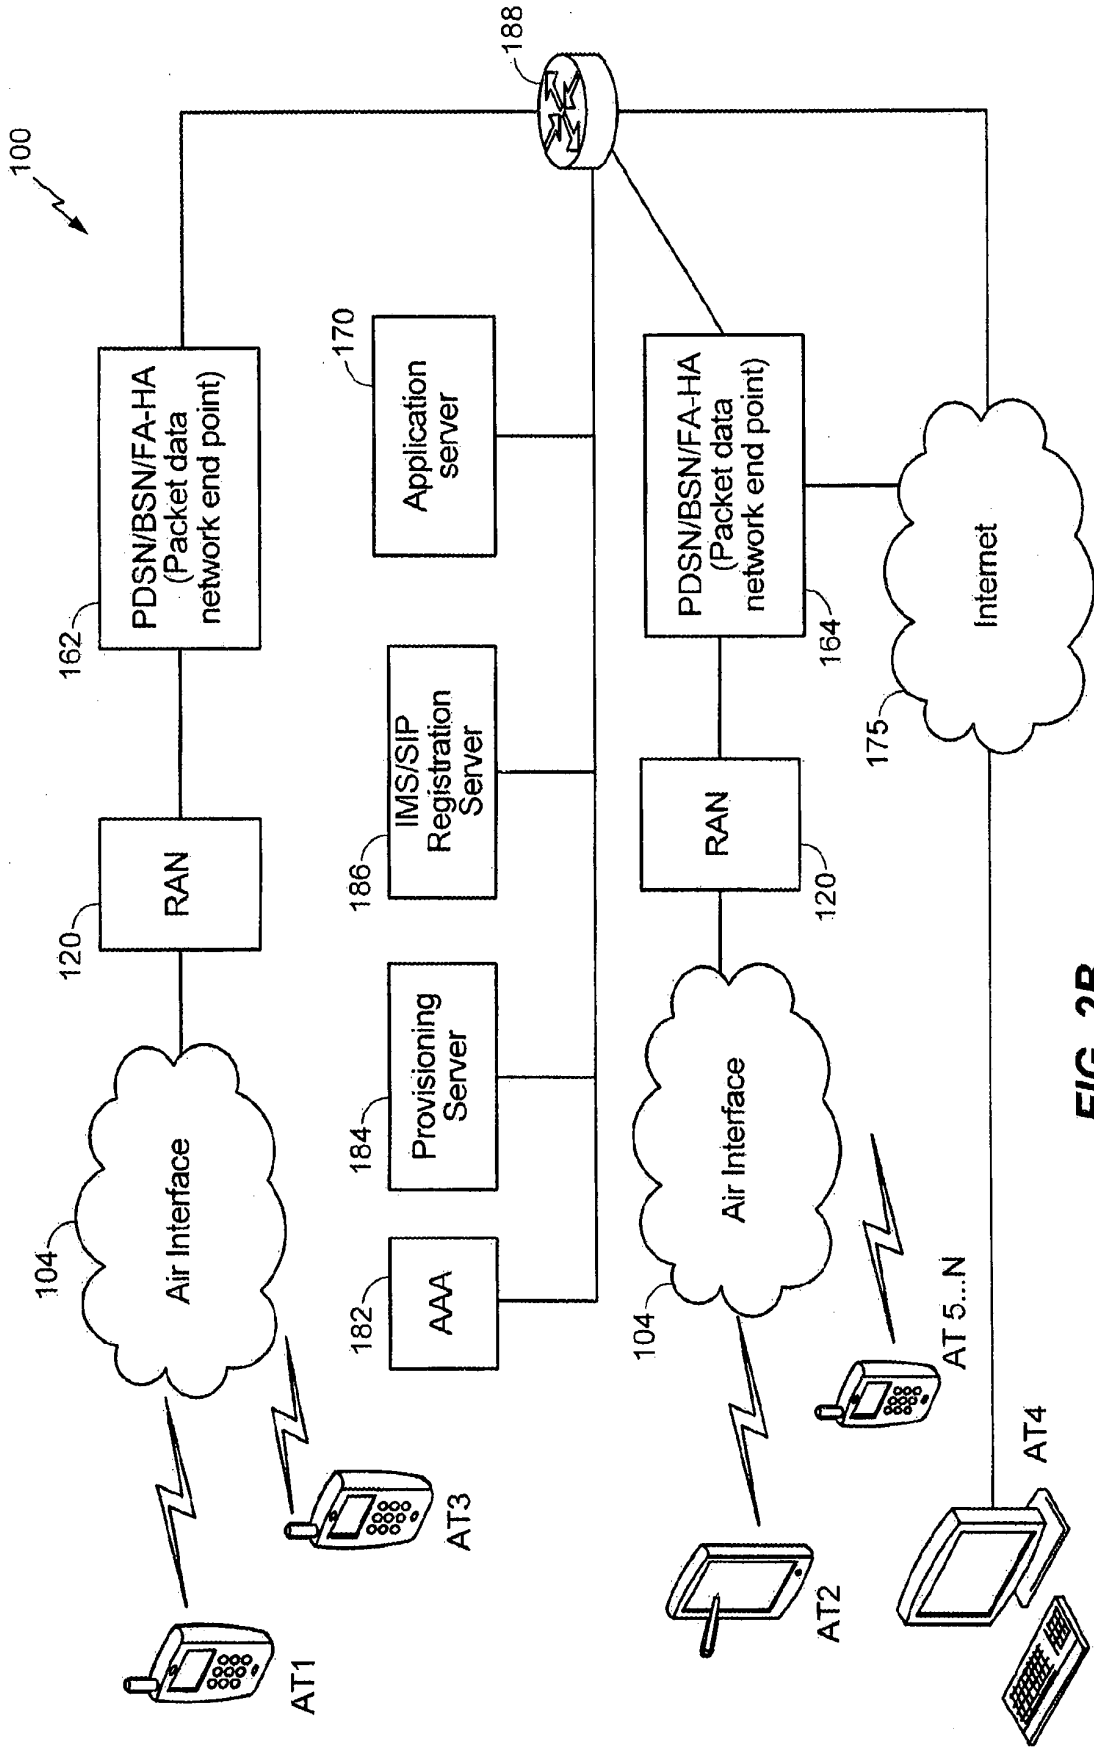 100
104
Air Interface
120
RAN
162
PDSN/BSN/FA-HA
(Packet data
network end point)
188
182
AAA
184
Provisioning
Server
186
IMS/SIP
Registration
Server
170
Application
server
AT1
AT3
104
Air Interface
120
RAN
164
PDSN/BSN/FA-HA
(Packet data
network end point)
AT2
AT 5...N
175
Internet
AT4
FIG. 2B